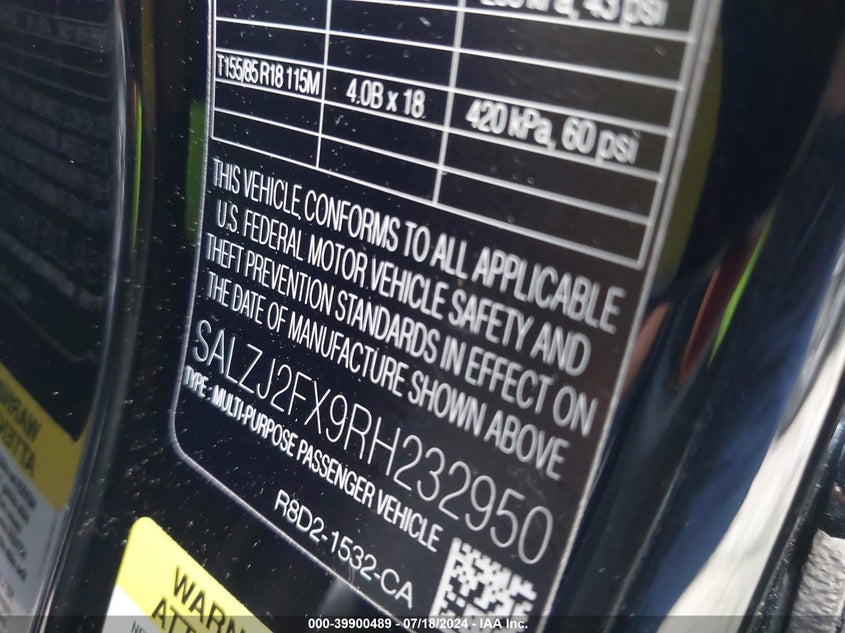 T155/85 R18 115M 4.0B x 18 420 kPa, 60 psi
THIS VEHICLE CONFORMS TO ALL APPLICABLE
U.S. FEDERAL MOTOR VEHICLE SAFETY AND
THEFT PREVENTION STANDARDS IN EFFECT ON
THE DATE OF MANUFACTURE SHOWN ABOVE
SALZJ2FX9RH232950
TYPE: MULTI-PURPOSE PASSENGER VEHICLE
R8D2-1532-CA
000-39900489 - 07/18/2024 - IAA Inc.